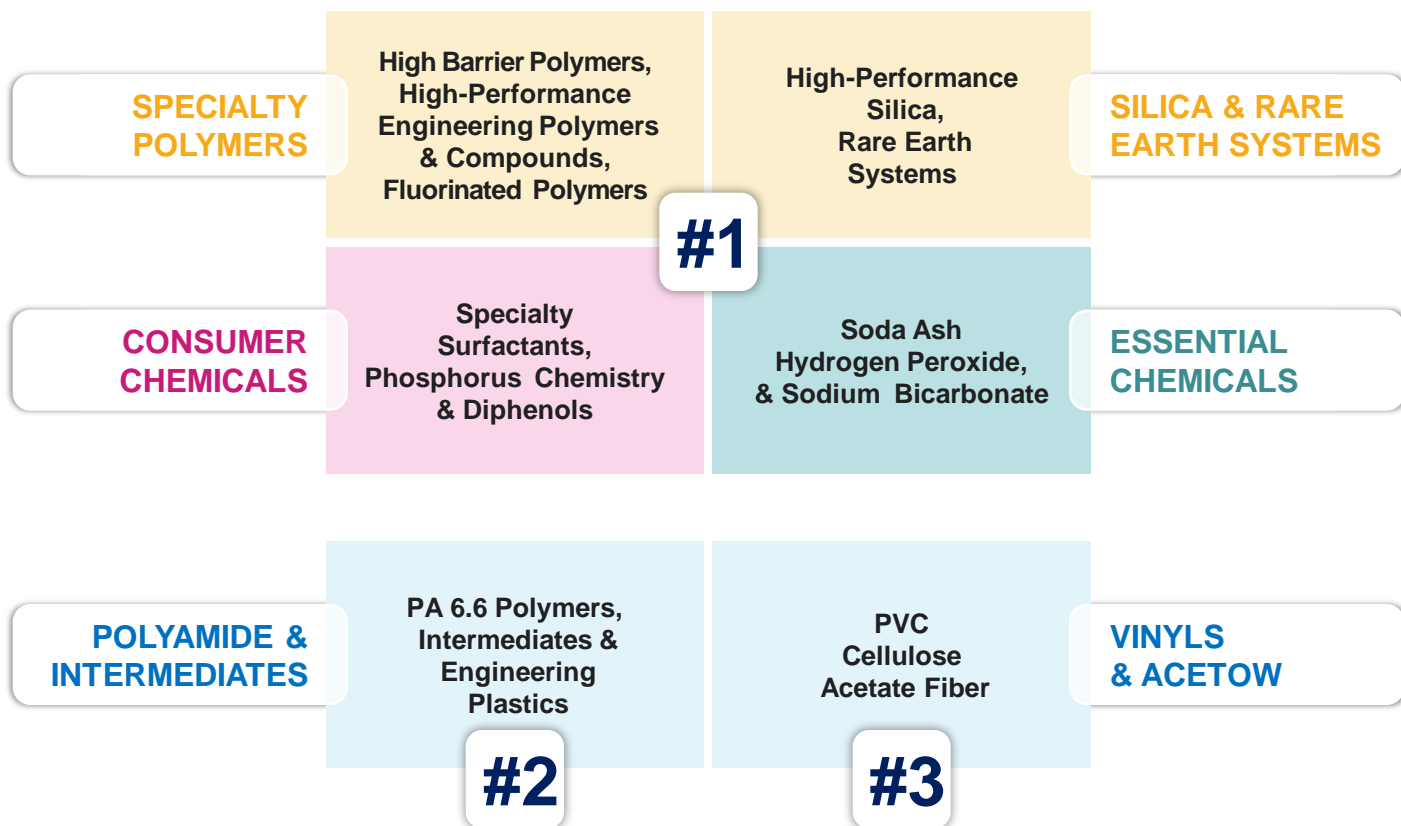 SPECIALTY
POLYMERS
High Barrier Polymers,
High-Performance
Engineering Polymers
& Compounds,
Fluorinated Polymers
High-Performance
Silica,
Rare Earth
Systems
SILICA & RARE
EARTH SYSTEMS
#1
CONSUMER
CHEMICALS
Specialty
Surfactants,
Phosphorus Chemistry
& Diphenols
Soda Ash
Hydrogen Peroxide,
& Sodium Bicarbonate
ESSENTIAL
CHEMICALS
POLYAMIDE &
INTERMEDIATES
PA 6.6 Polymers,
Intermediates &
Engineering
Plastics
#2
PVC
Cellulose
Acetate Fiber
#3
VINYLS
& ACETOW